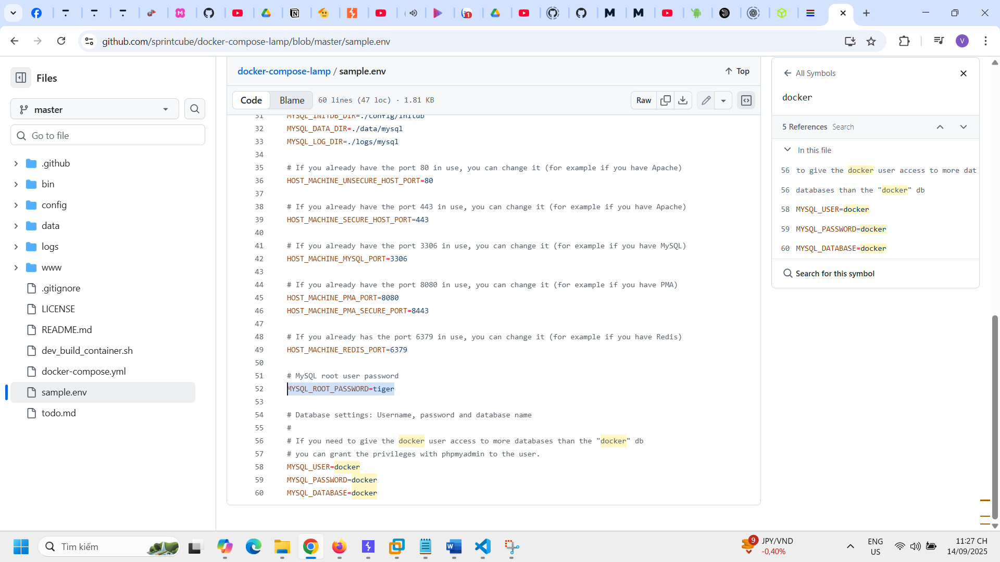 github.com/sprintcube/docker-compose-lamp/blob/master/sample.env
V
Files
master
Go to file
.github
bin
config
data
logs
www
.gitignore
LICENSE
README.md
dev_build_container.sh
docker-compose.yml
sample.env
todo.md
docker-compose-lamp / sample.env
Top
Code Blame 60 lines (47 loc) · 1.81 KB
Raw
31 MYSQL_INITDB_DIR=./config/initdb
32 MYSQL_DATA_DIR=./data/mysql
33 MYSQL_LOG_DIR=./logs/mysql
34
35 # If you already have the port 80 in use, you can change it (for example if you have Apache)
36 HOST_MACHINE_UNSECURE_HOST_PORT=80
37
38 # If you already have the port 443 in use, you can change it (for example if you have Apache)
39 HOST_MACHINE_SECURE_HOST_PORT=443
40
41 # If you already have the port 3306 in use, you can change it (for example if you have MySQL)
42 HOST_MACHINE_MYSQL_PORT=3306
43
44 # If you already have the port 8080 in use, you can change it (for example if you have PMA)
45 HOST_MACHINE_PMA_PORT=8080
46 HOST_MACHINE_PMA_SECURE_PORT=8443
47
48 # If you already has the port 6379 in use, you can change it (for example if you have Redis)
49 HOST_MACHINE_REDIS_PORT=6379
50
51 # MySQL root user password
52 MYSQL_ROOT_PASSWORD=tiger
53
54 # Database settings: Username, password and database name
55 #
56 # If you need to give the docker user access to more databases than the "docker" db
57 # you can grant the privileges with phpmyadmin to the user.
58 MYSQL_USER=docker
59 MYSQL_PASSWORD=docker
60 MYSQL_DATABASE=docker
All Symbols
docker
5 References Search
In this file
56 to give the docker user access to more dat
56 databases than the "docker" db
58 MYSQL_USER=docker
59 MYSQL_PASSWORD=docker
60 MYSQL_DATABASE=docker
Search for this symbol
Tìm kiếm
9
JPY/VND
-0,40%
ENG
US
11:27 CH
14/09/2025